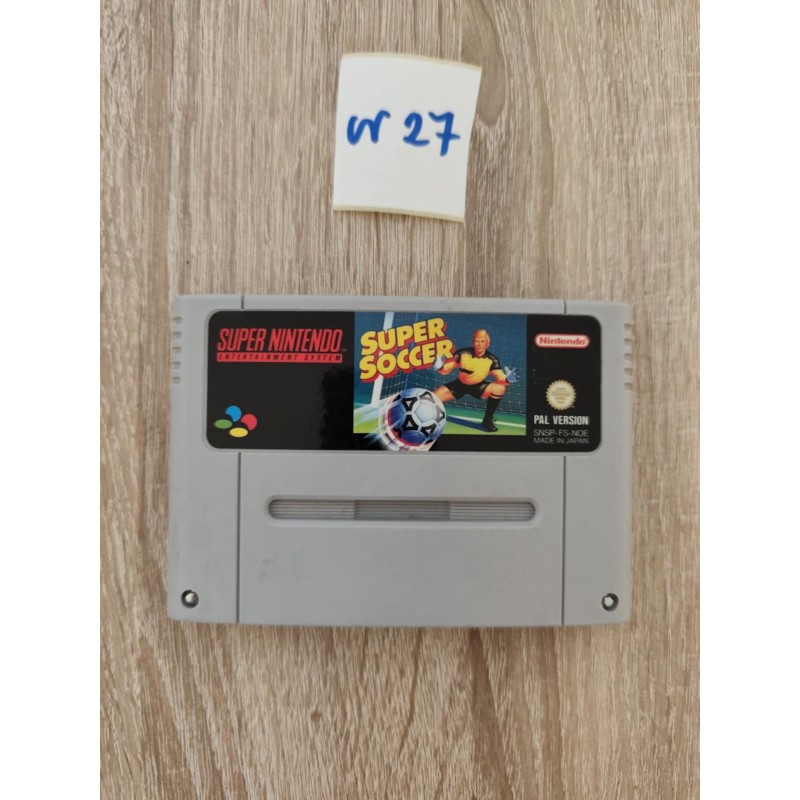 nr 27
SUPER NINTENDO
ENTERTAINMENT SYSTEM
SUPER
SOCCER
Nintendo
PAL VERSION
SNSP-FS-NOE
MADE IN JAPAN